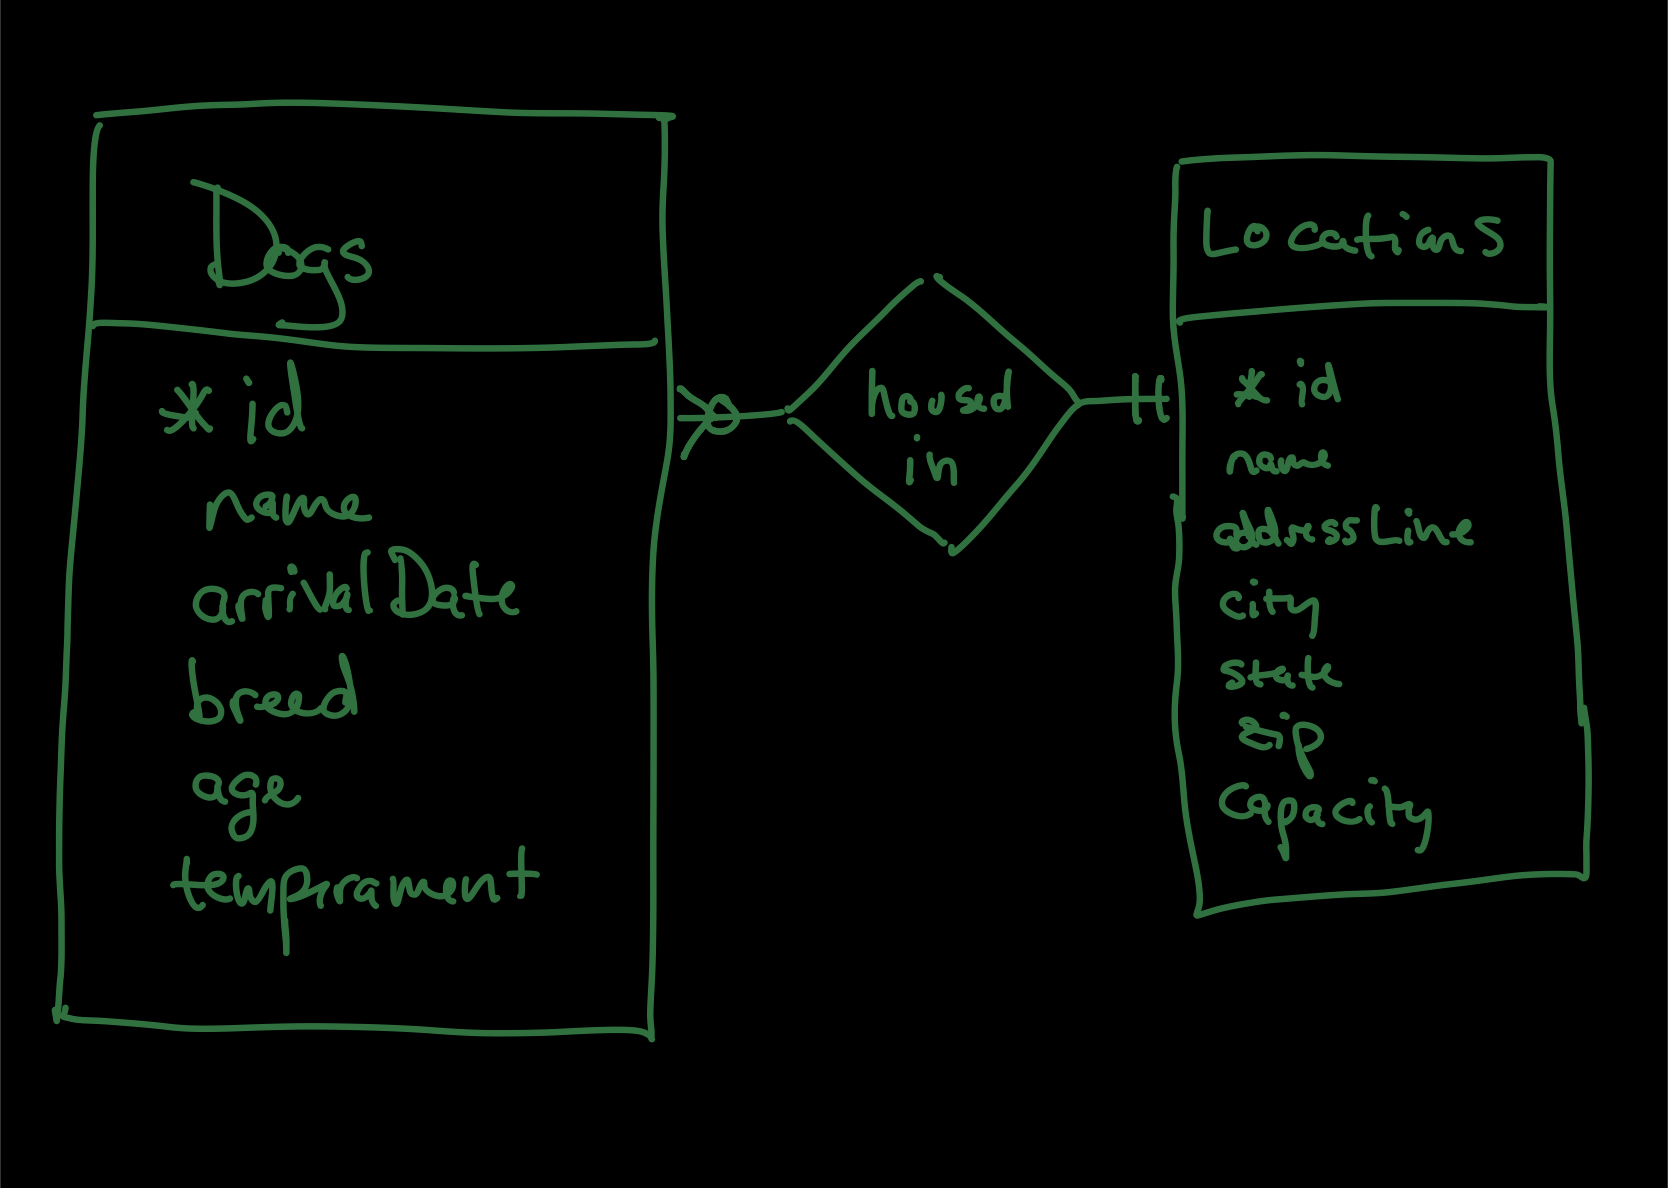 Dogs
* id
name
arrivalDate
breed
age
temprament
housed
in
Locations
* id
name
addressLine
city
state
zip
capacity